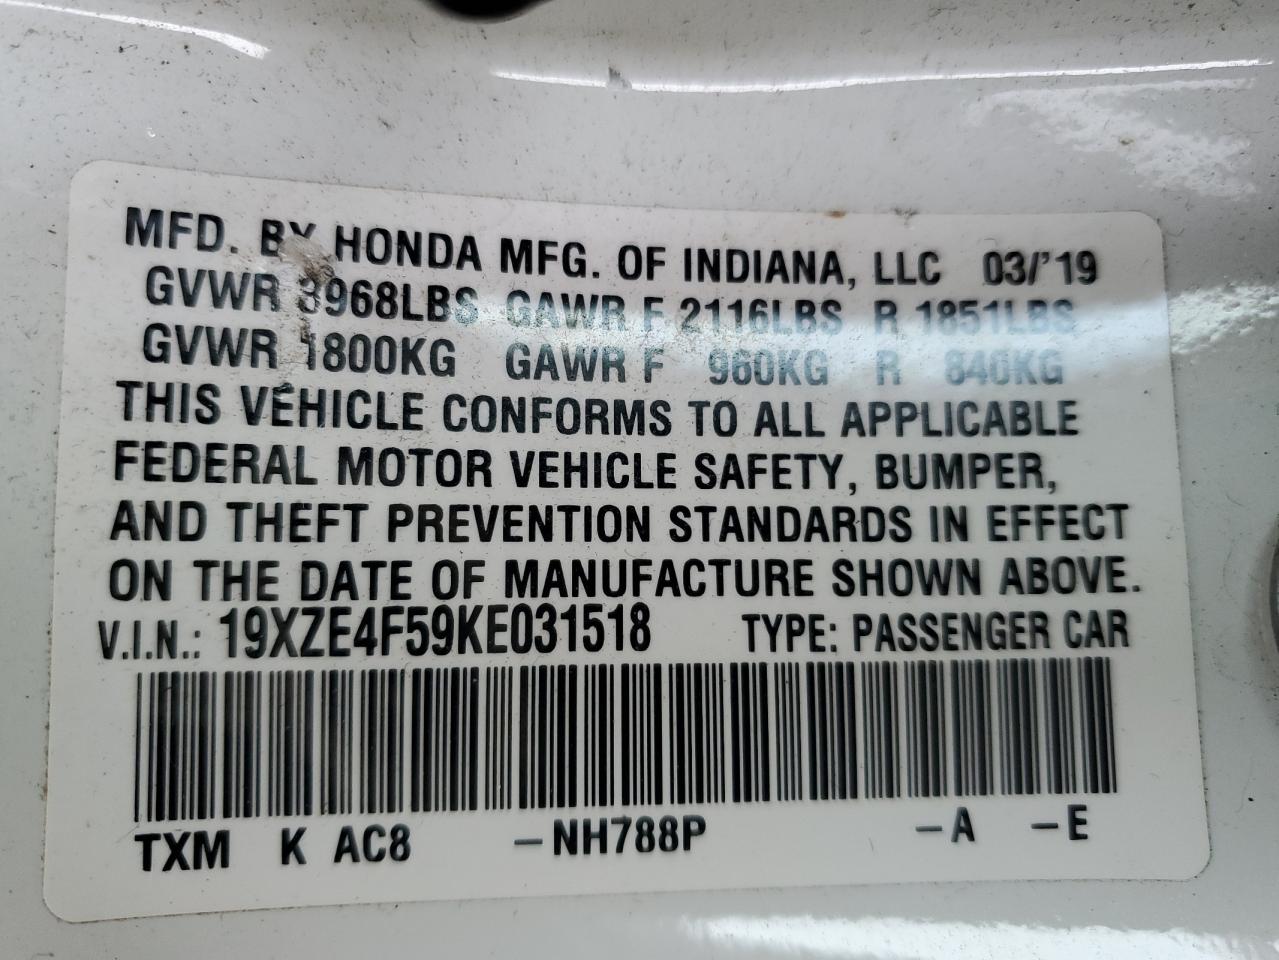 MFD. BY HONDA MFG. OF INDIANA, LLC 03/'19
GVWR 3968LBS GAWR F 2116LBS R 1851LBS
GVWR 1800KG GAWR F 960KG R 840KG
THIS VEHICLE CONFORMS TO ALL APPLICABLE
FEDERAL MOTOR VEHICLE SAFETY, BUMPER,
AND THEFT PREVENTION STANDARDS IN EFFECT
ON THE DATE OF MANUFACTURE SHOWN ABOVE.
V.I.N.: 19XZE4F59KE031518 TYPE: PASSENGER CAR
TXM K AC8 –NH788P –A –E